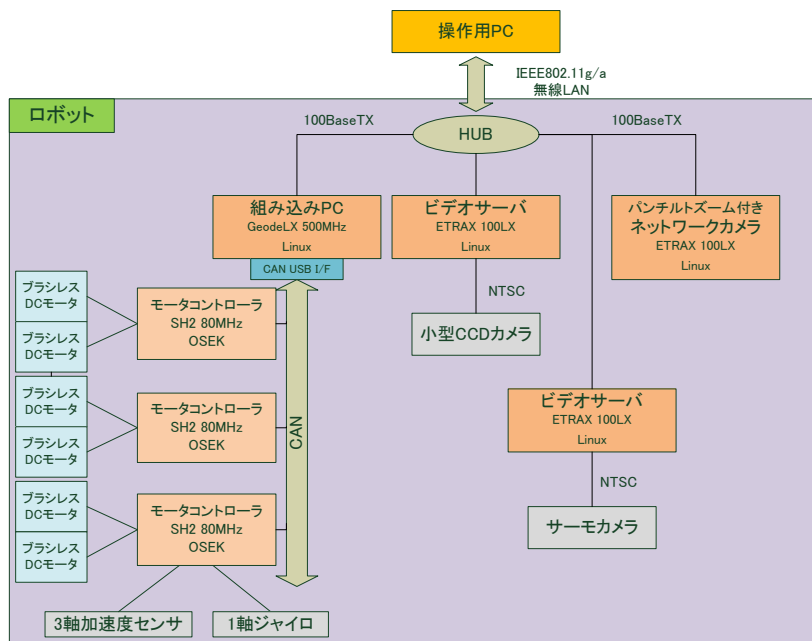 操作用PC
IEEE802.11g/a
無線LAN
ロボット
100BaseTX
HUB
100BaseTX
組み込みPC
GeodeLX 500MHz
Linux
CAN USB I/F
ビデオサーバ
ETRAX 100LX
Linux
パンチルトズーム付き
ネットワークカメラ
ETRAX 100LX
Linux
NTSC
小型CCDカメラ
ブラシレス
DCモータ
ブラシレス
DCモータ
モータコントローラ
SH2 80MHz
OSEK
ブラシレス
DCモータ
ブラシレス
DCモータ
モータコントローラ
SH2 80MHz
OSEK
CAN
ビデオサーバ
ETRAX 100LX
Linux
NTSC
サーモカメラ
ブラシレス
DCモータ
ブラシレス
DCモータ
モータコントローラ
SH2 80MHz
OSEK
3軸加速度センサ
1軸ジャイロ